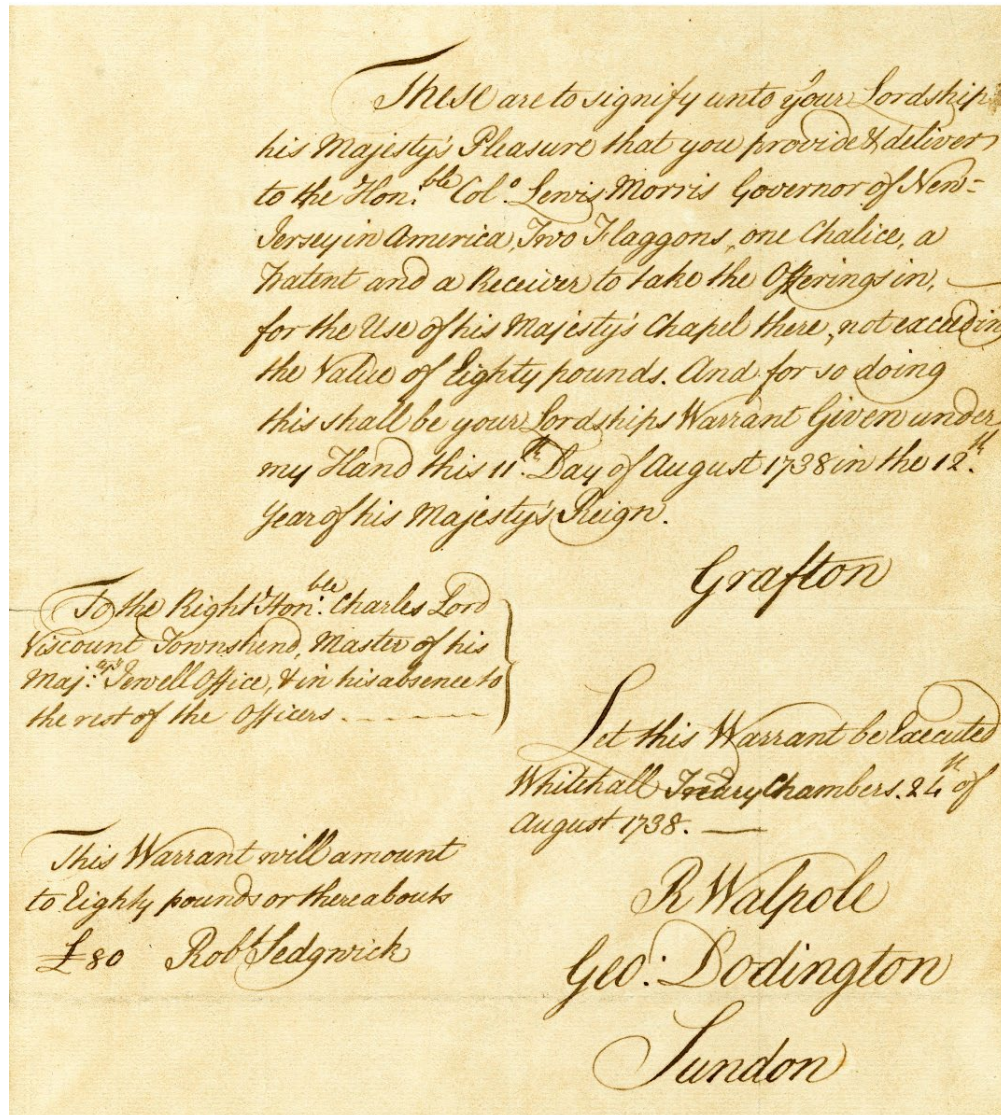 These are to signify unto your Lordship
his Majesty's Pleasure that you provide & deliver
to the Hon.ble Col.o Lewis Morris Governor of New=
Jersey in America, Two Flaggons, one Chalice, a
Patent and a Receiver to take the Offerings in,
for the Use of his Majesty's Chapel there, not exceeding
the Value of Eighty pounds. And for so doing
this shall be your Lordships Warrant Given under
my Hand this 11th. Day of August 1738 in the 12th.
Year of his Majesty's Reign.
Grafton
To the Right Hon.ble Charles Lord
Viscount Townshend, Master of his
Maj.tys Jewell Office, & in his absence to
the rest of the Officers. ————
Let this Warrant be Executed
Whitehall Treãry Chambers. 24th of
August 1738. —
This Warrant will amount
to Eighty pounds or thereabouts
£80 Robt. Sedgwick
R Walpole
Geo: Dodington
Sundon